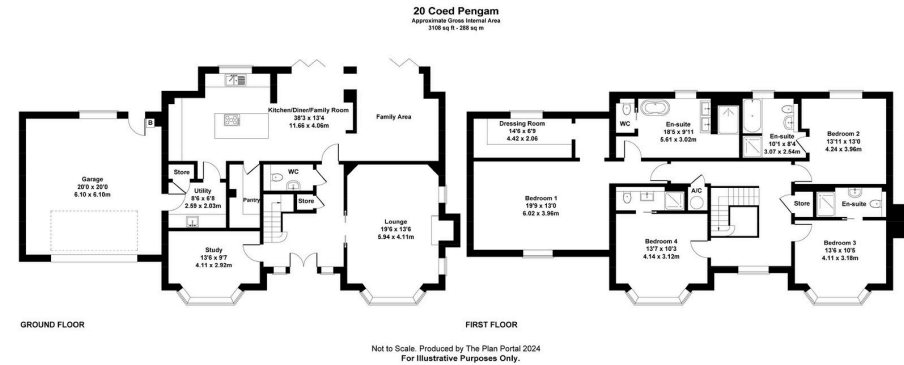 20 Coed Pengam
Approximate Gross Internal Area
3108 sq ft - 288 sq m
Kitchen/Diner/Family Room
38'3 x 13'4
11.66 x 4.06m
Family Area
B
Garage
20'0 x 20'0
6.10 x 6.10m
Store
Utility
8'6 x 6'8
2.59 x 2.03m
Pantry
WC
Store
Lounge
19'6 x 13'6
5.94 x 4.11m
Study
13'6 x 9'7
4.11 x 2.92m
GROUND FLOOR
Dressing Room
14'6 x 6'9
4.42 x 2.06
WC
En-suite
18'5 x 9'11
5.61 x 3.02m
En-suite
10'1 x 8'4
3.07 x 2.54m
Bedroom 2
13'11 x 13'0
4.24 x 3.96m
Bedroom 1
19'9 x 13'0
6.02 x 3.96m
A/C
Store
En-suite
Bedroom 4
13'7 x 10'3
4.14 x 3.12m
Bedroom 3
13'6 x 10'5
4.11 x 3.18m
FIRST FLOOR
Not to Scale. Produced by The Plan Portal 2024
For Illustrative Purposes Only.